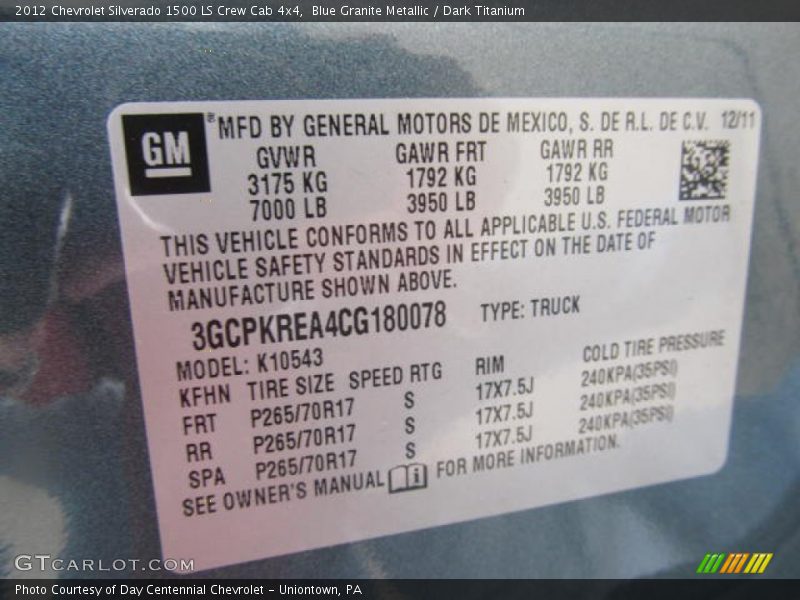 2012 Chevrolet Silverado 1500 LS Crew Cab 4x4,  Blue Granite Metallic / Dark Titanium
GM ® MFD BY GENERAL MOTORS DE MEXICO, S. DE R.L. DE C.V. 12/11
GVWR GAWR FRT GAWR RR
3175 KG 1792 KG 1792 KG
7000 LB 3950 LB 3950 LB
THIS VEHICLE CONFORMS TO ALL APPLICABLE U.S. FEDERAL MOTOR
VEHICLE SAFETY STANDARDS IN EFFECT ON THE DATE OF
MANUFACTURE SHOWN ABOVE.
3GCPKREA4CG180078 TYPE: TRUCK
MODEL: K10543
KFHN TIRE SIZE SPEED RTG RIM COLD TIRE PRESSURE
FRT P265/70R17 S 17X7.5J 240KPA(35PSI)
RR P265/70R17 S 17X7.5J 240KPA(35PSI)
SPA P265/70R17 S 17X7.5J 240KPA(35PSI)
SEE OWNER'S MANUAL i FOR MORE INFORMATION.
GTCARLOT.COM
Photo Courtesy of Day Centennial Chevrolet - Uniontown, PA